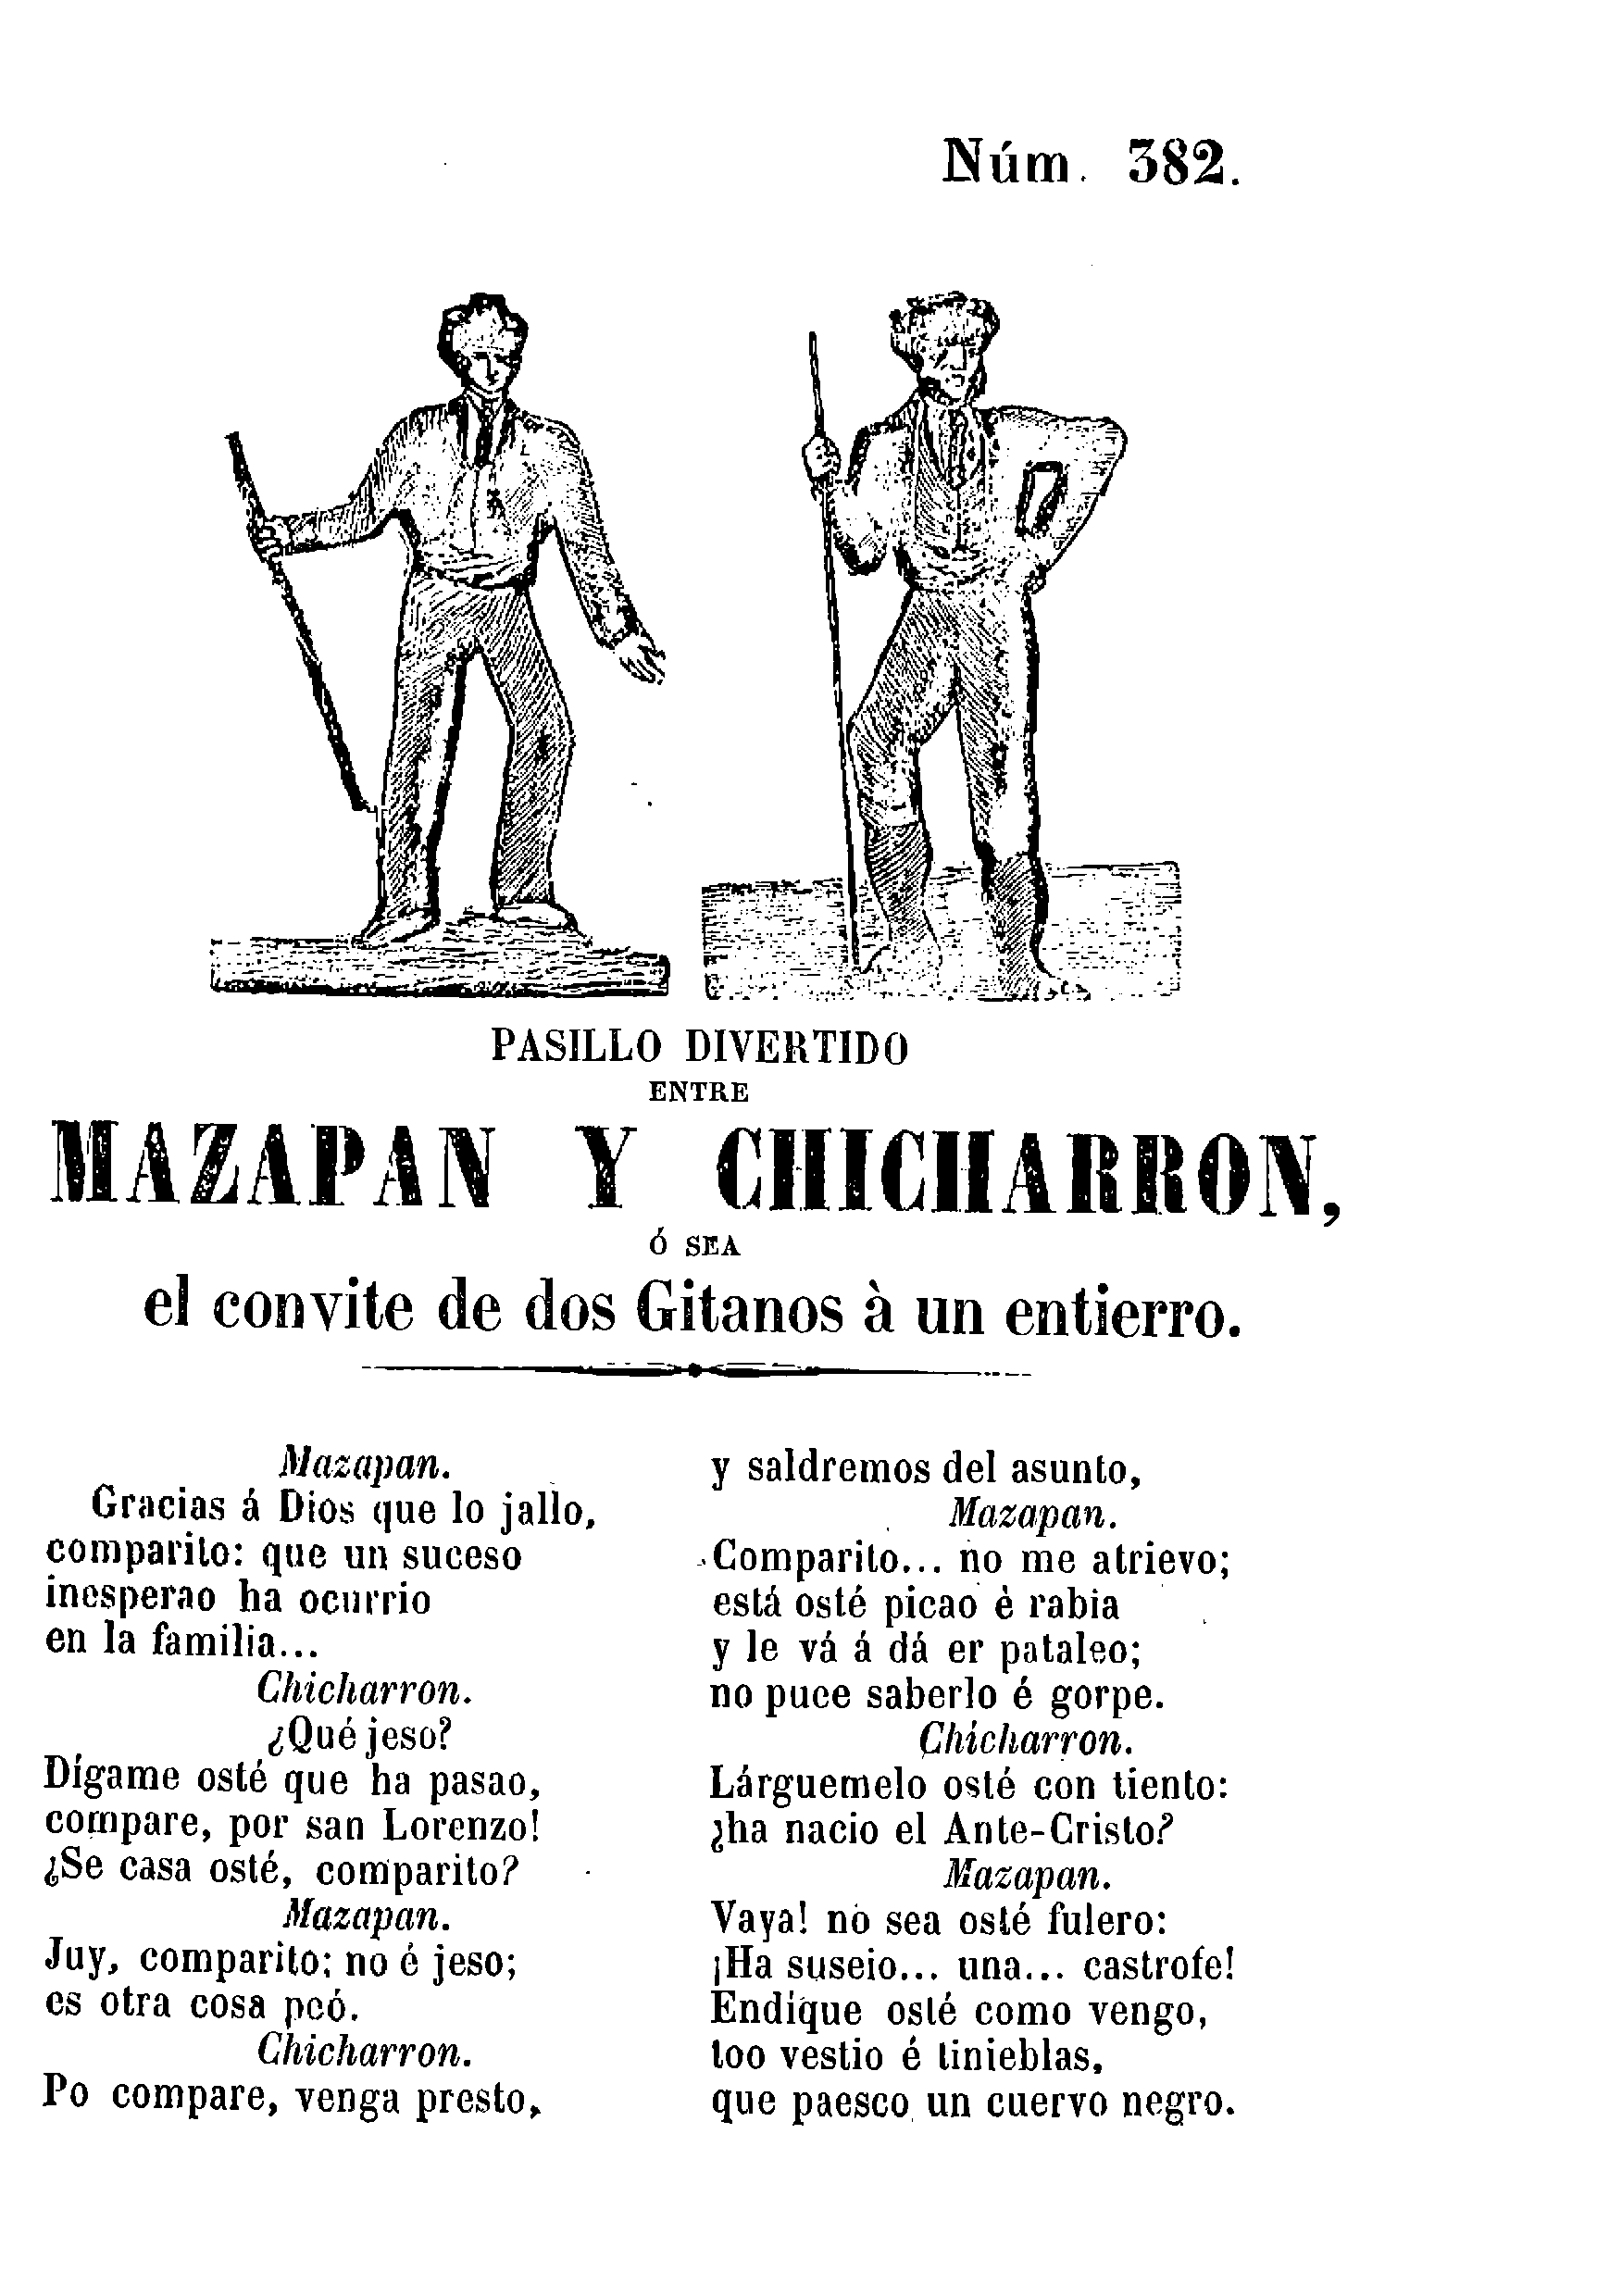 Núm. 382.
PASILLO DIVERTIDO
ENTRE
MAZAPAN Y CHICHARRON,
Ó SEA
el convite de dos Gitanos à un entierro.
Mazapan.
Gracias á Dios que lo jallo,
comparito: que un suceso
inesperao ha ocurrio
en la familia...
Chicharron.
¿Qué jeso?
Dígame osté que ha pasao,
compare, por san Lorenzo!
¿Se casa osté, comparito?
Mazapan.
Juy, comparito; no é jeso;
es otra cosa peó.
Chicharron.
Po compare, venga presto,
y saldremos del asunto,
Mazapan.
Comparito... no me atrievo;
está osté picao è rabia
y le vá á dá er pataleo;
no puee saberlo é gorpe.
Chicharron.
Lárguemelo osté con tiento:
¿ha nacio el Ante-Cristo?
Mazapan.
Vaya! no sea osté fulero:
¡Ha suseio... una... castrofe!
Endique osté como vengo,
too vestio é tinieblas,
que paesco un cuervo negro.